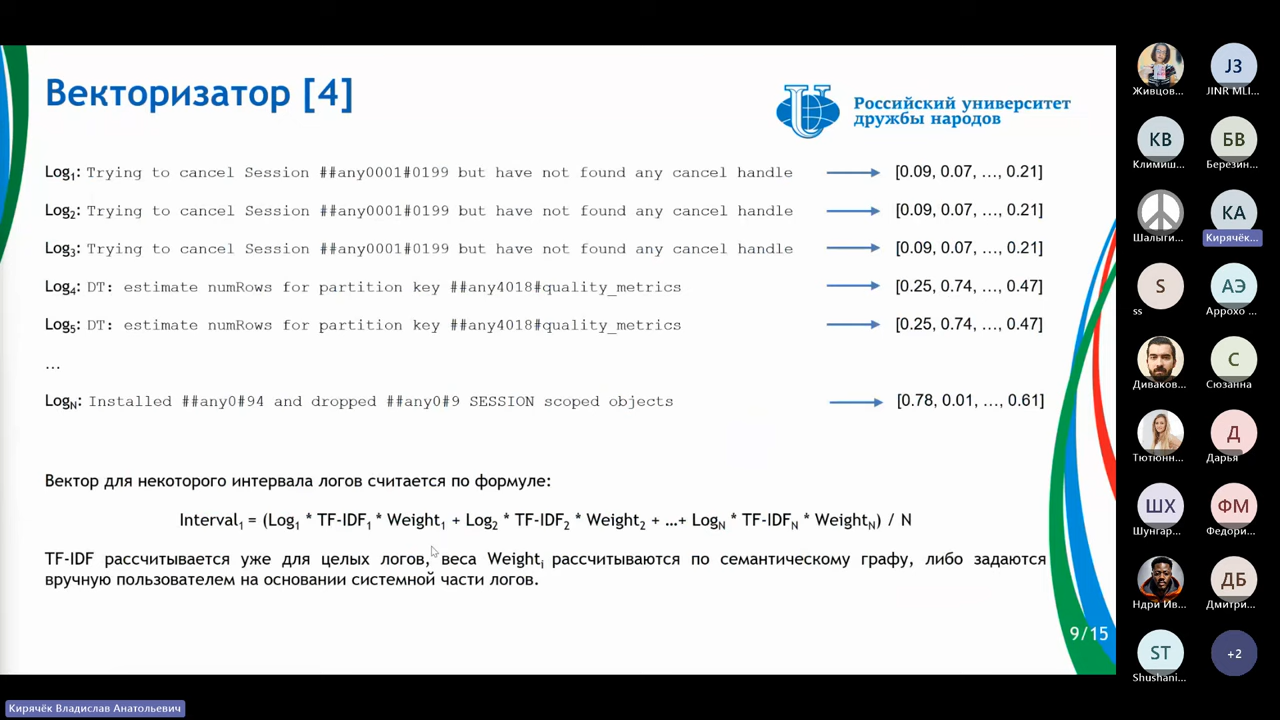 Векторизатор [4]
Российский университет
дружбы народов
Log₁: Trying to cancel Session ##any0001#0199 but have not found any cancel handle [0.09, 0.07, …, 0.21]
Log₂: Trying to cancel Session ##any0001#0199 but have not found any cancel handle [0.09, 0.07, …, 0.21]
Log₃: Trying to cancel Session ##any0001#0199 but have not found any cancel handle [0.09, 0.07, …, 0.21]
Log₄: DT: estimate numRows for partition key ##any4018#quality_metrics [0.25, 0.74, …, 0.47]
Log₅: DT: estimate numRows for partition key ##any4018#quality_metrics [0.25, 0.74, …, 0.47]
…
Log_N: Installed ##any0#94 and dropped ##any0#9 SESSION scoped objects [0.78, 0.01, …, 0.61]
Вектор для некоторого интервала логов считается по формуле:
Interval₁ = (Log₁ * TF-IDF₁ * Weight₁ + Log₂ * TF-IDF₂ * Weight₂ + …+ Log_N * TF-IDF_N * Weight_N) / N
TF-IDF рассчитывается уже для целых логов, веса Weightᵢ рассчитываются по семантическому графу, либо задаются
вручную пользователем на основании системной части логов.
9/15
Живцов…
J3
JINR MLI…
КВ
Климиш…
БВ
Березин…
Шалыги…
КА
Кирячёк…
S
ss
АЭ
Аррохо …
Диваков…
С
Сюзанна
Тютюнн…
Д
Дарья
ШХ
Шунгар…
ФМ
Федори…
Ндри Ив…
ДБ
Дмитри…
ST
Shushani…
+2
Кирячёк Владислав Анатольевич